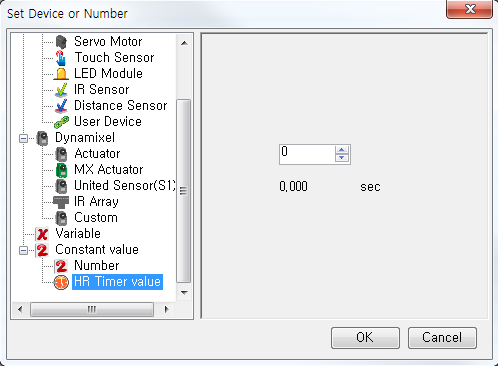 Set Device or Number
Servo Motor
Touch Sensor
LED Module
IR Sensor
Distance Sensor
User Device
Dynamixel
Actuator
MX Actuator
United Sensor(S1)
IR Array
Custom
Variable
Constant value
Number
HR Timer value
0
0,000 sec
OK Cancel